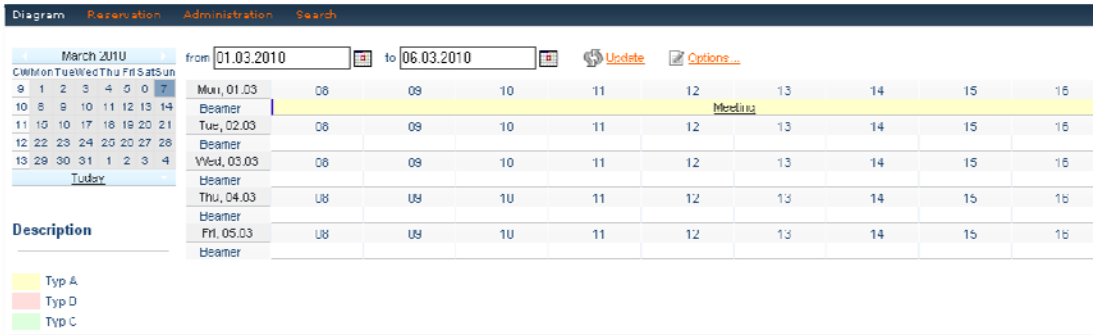 Diagram Reservation Administration Search
March 2010
CW Mon Tue Wed Thu Fri Sat Sun
9 1 2 3 4 5 6 7
10 8 9 10 11 12 13 14
11 15 16 17 18 19 20 21
12 22 23 24 25 26 27 28
13 29 30 31 1 2 3 4
Today
from 01.03.2010 to 06.03.2010 Update Options...
Mon, 01.03 08 09 10 11 12 13 14 15 16
Beamer Meeting
Tue, 02.03 08 09 10 11 12 13 14 15 16
Beamer
Wed, 03.03 08 09 10 11 12 13 14 15 16
Beamer
Thu, 04.03 08 09 10 11 12 13 14 15 16
Beamer
Fri, 05.03 08 09 10 11 12 13 14 15 16
Beamer
Description
Typ A
Typ B
Typ C